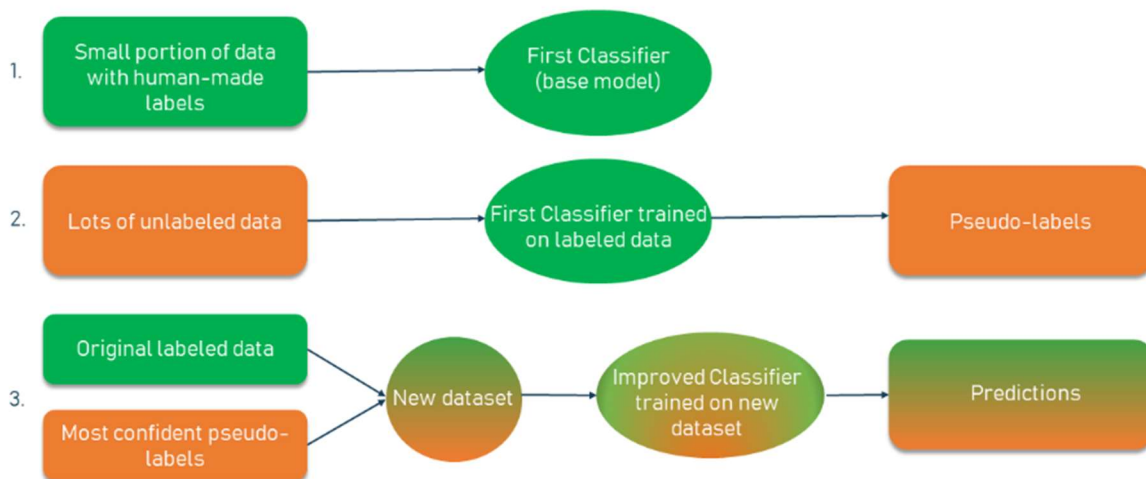 1.
Small portion of data
with human-made
labels
First Classifier
(base model)
2.
Lots of unlabeled data
First Classifier trained
on labeled data
Pseudo-labels
3.
Original labeled data
Most confident pseudo-
labels
New dataset
Improved Classifier
trained on new
dataset
Predictions